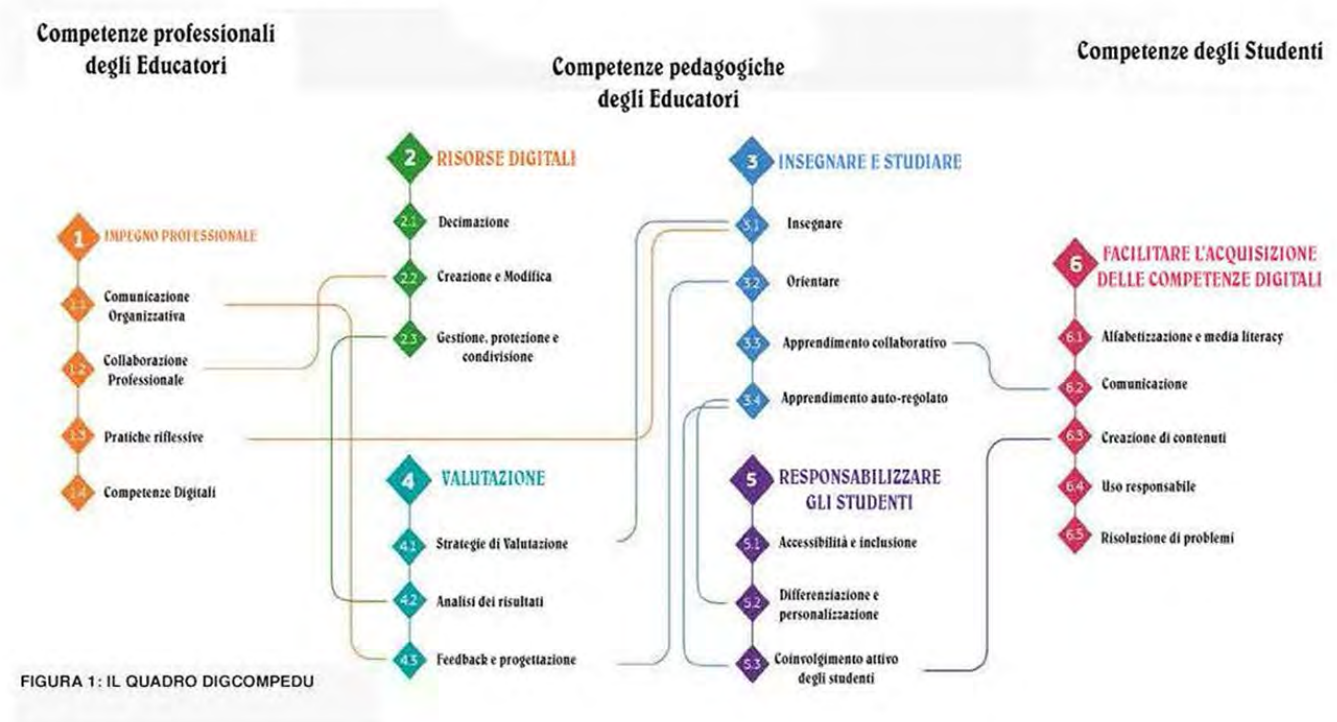 Competenze professionali
degli Educatori
Competenze pedagogiche
degli Educatori
Competenze degli Studenti
1 IMPEGNO PROFESSIONALE
1.1 Comunicazione
Organizzativa
1.2 Collaborazione
Professionale
1.3 Pratiche riflessive
1.4 Competenze Digitali
2 RISORSE DIGITALI
2.1 Decimazione
2.2 Creazione e Modifica
2.3 Gestione, protezione e
condivisione
4 VALUTAZIONE
4.1 Strategie di Valutazione
4.2 Analisi dei risultati
4.3 Feedback e progettazione
3 INSEGNARE E STUDIARE
3.1 Insegnare
3.2 Orientare
3.3 Apprendimento collaborativo
3.4 Apprendimento auto-regolato
5 RESPONSABILIZZARE
GLI STUDENTI
5.1 Accessibilità e inclusione
5.2 Differenziazione e
personalizzazione
5.3 Coinvolgimento attivo
degli studenti
6 FACILITARE L'ACQUISIZIONE
DELLE COMPETENZE DIGITALI
6.1 Alfabetizzazione e media literacy
6.2 Comunicazione
6.3 Creazione di contenuti
6.4 Uso responsabile
6.5 Risoluzione di problemi
FIGURA 1: IL QUADRO DIGCOMPEDU